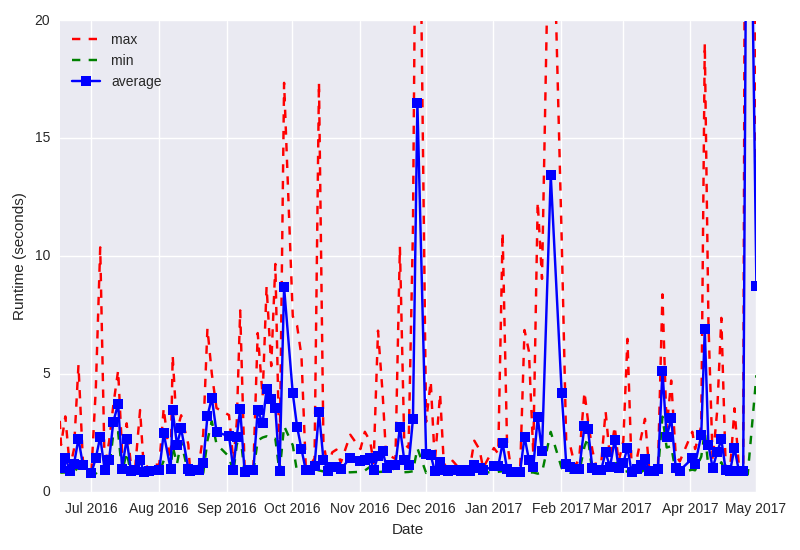 20
15
10
5
0
max
min
average
Runtime (seconds)
Jul 2016 Aug 2016 Sep 2016 Oct 2016 Nov 2016 Dec 2016 Jan 2017 Feb 2017 Mar 2017 Apr 2017 May 2017
Date